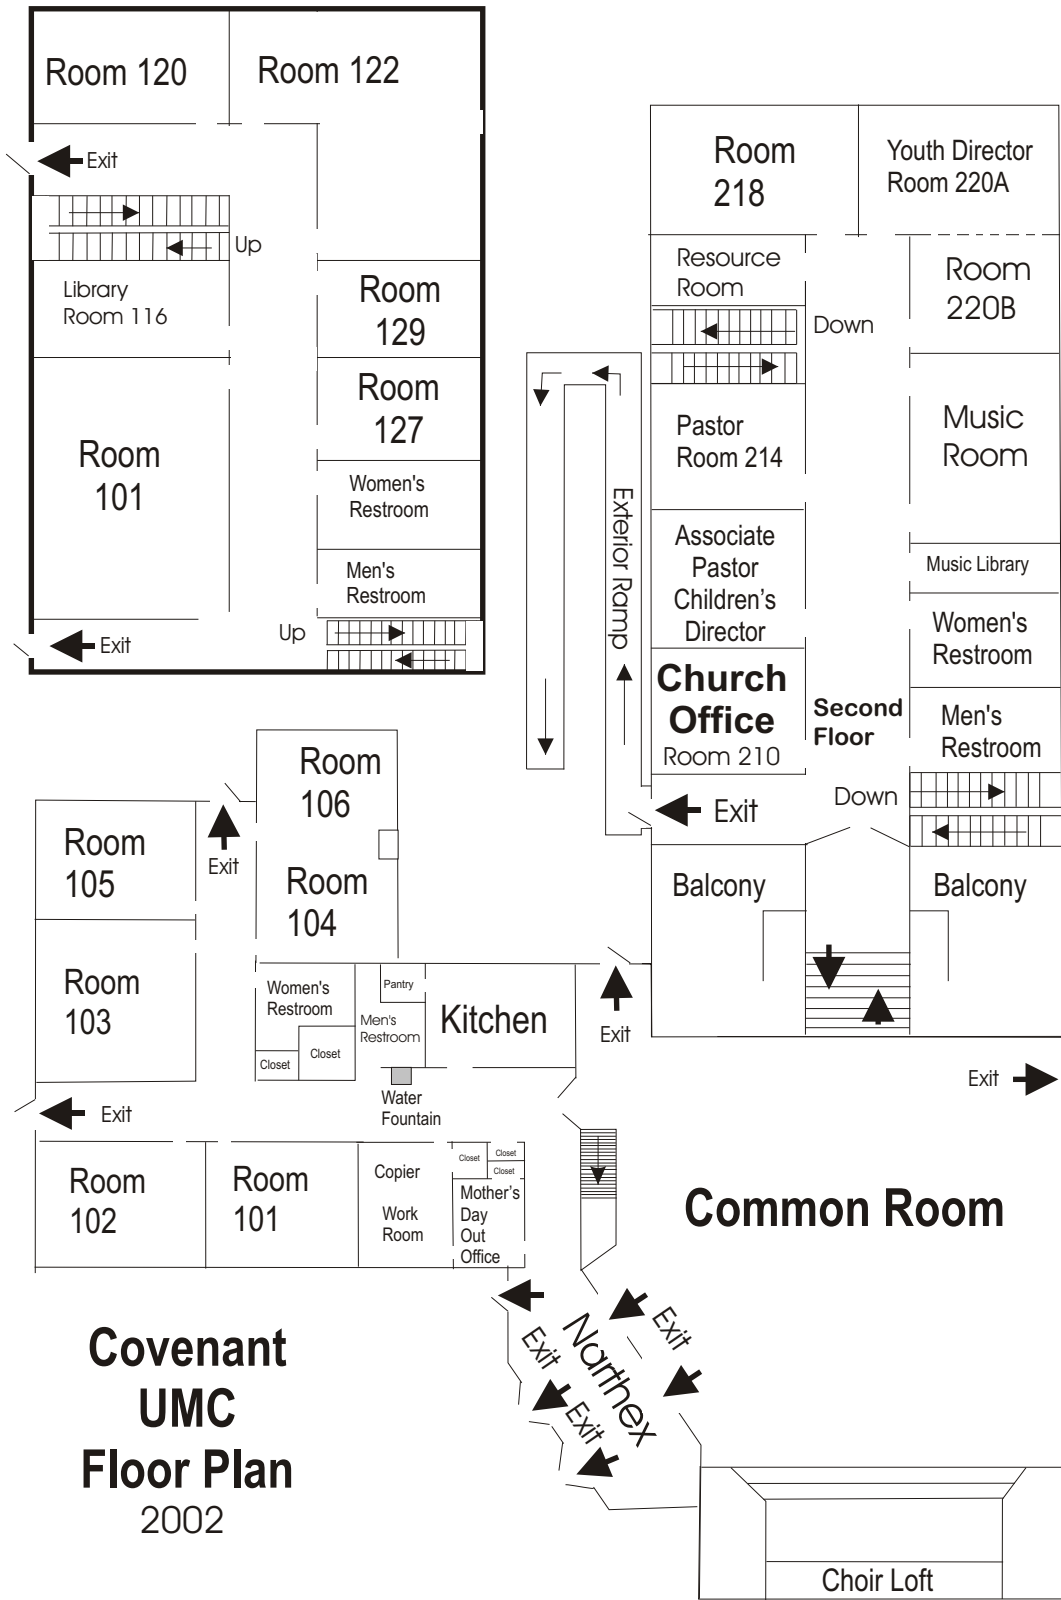 Room 120
Room 122
Exit
Up
Library
Room 116
Room
129
Room
127
Room
101
Women's
Restroom
Men's
Restroom
Up
Exit
Room
218
Youth Director
Room 220A
Resource
Room
Down
Room
220B
Pastor
Room 214
Music
Room
Exterior Ramp
Associate
Pastor
Children's
Director
Music Library
Women's
Restroom
Church
Office
Room 210
Second
Floor
Men's
Restroom
Down
Exit
Balcony
Balcony
Room
106
Room
104
Room
105
Exit
Room
103
Women's
Restroom
Closet
Closet
Pantry
Men's
Restroom
Kitchen
Exit
Exit
Water
Fountain
Exit
Room
102
Room
101
Copier
Work
Room
Closet
Closet
Closet
Mother's
Day
Out
Office
Common Room
Narthex
Exit
Exit
Exit
Covenant
UMC
Floor Plan
2002
Choir Loft